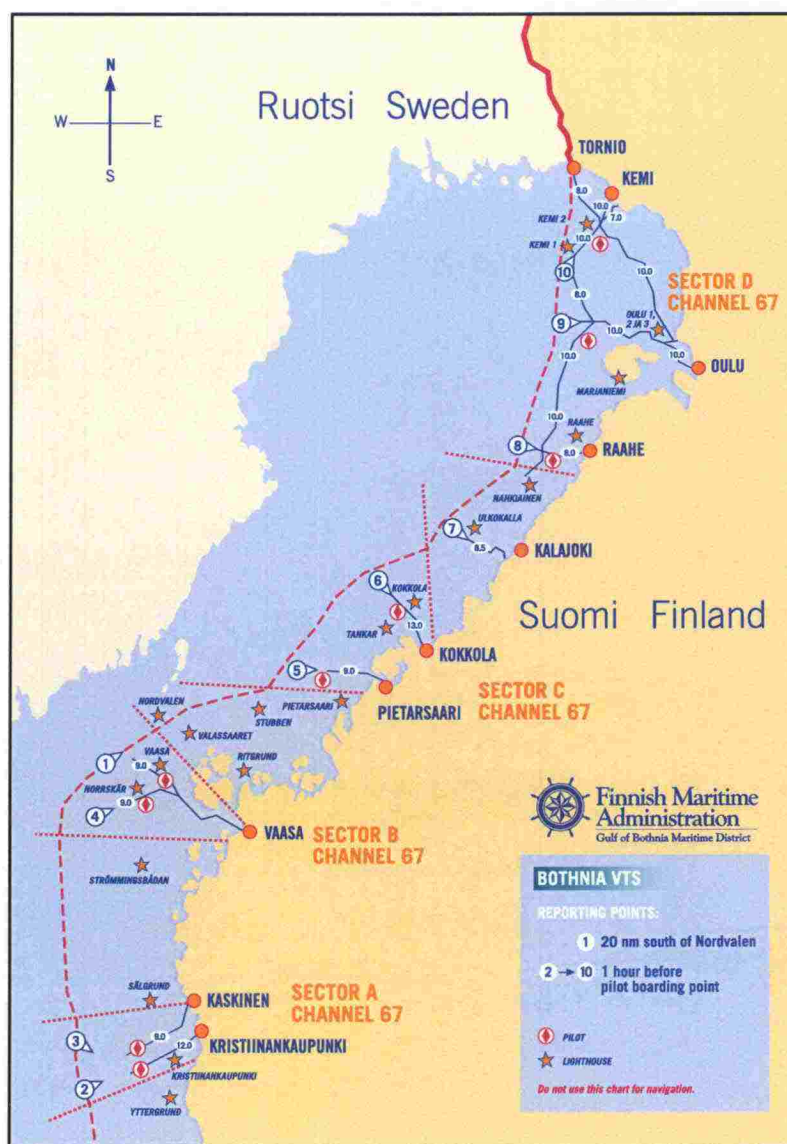 N
W
E
S
Ruotsi Sweden
TORNIO
KEMI
8.0
10.0
7.0
KEMI 2
KEMI 1
10.0
10
10.0
SECTOR D
CHANNEL 67
8.0
OULU 1,
2 JA 3
9
10.0
10.0
10.0
OULU
10.0
MARJANIEMI
10.0
RAAHE
8
8.0
RAAHE
NAHKIAINEN
ULKOKALLA
7
8.5
KALAJOKI
6
KOKKOLA
Suomi Finland
TANKAR
13.0
KOKKOLA
5
9.0
SECTOR C
CHANNEL 67
PIETARSAARI
PIETARSAARI
NORDVALEN
STUBBEN
VALASSAARET
1
9.0
VAASA
RITGRUND
NORRSKÄR
4
9.0
VAASA
SECTOR B
CHANNEL 67
STRÖMMINGSBÅDAN
Finnish Maritime
Administration
Gulf of Bothnia Maritime District
BOTHNIA VTS
REPORTING POINTS:
1 20 nm south of Nordvalen
2 → 10 1 hour before
pilot boarding point
PILOT
LIGHTHOUSE
Do not use this chart for navigation.
SÄLGRUND
KASKINEN
SECTOR A
CHANNEL 67
3
9.0
12.0
KRISTIINANKAUPUNKI
KRISTIINANKAUPUNKI
2
YTTERGRUND